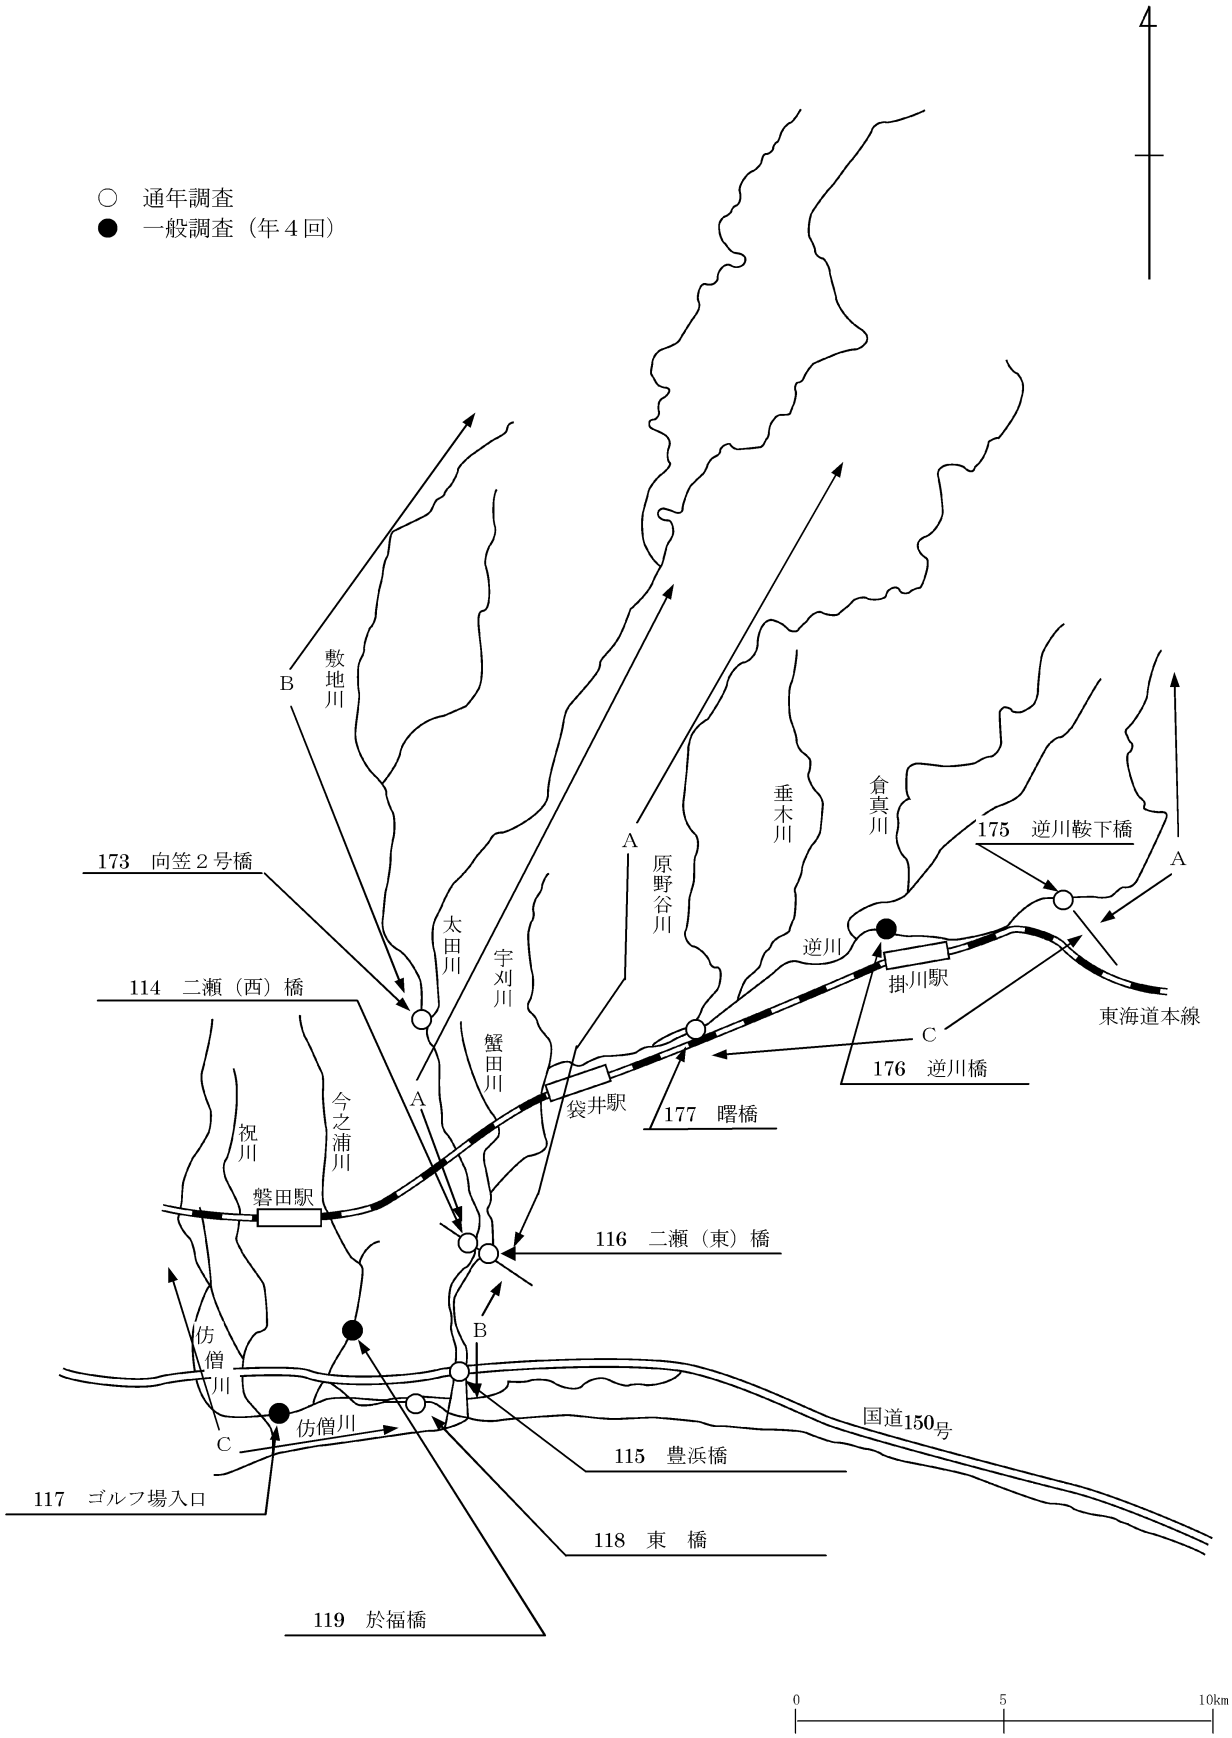 通年調査
一般調査（年４回）
敷地川
B
A
垂木川
倉真川
175 逆川鞍下橋
A
原野谷川
173 向笠２号橋
太田川
宇刈川
逆川
掛川駅
114 二瀬（西）橋
東海道本線
C
蟹田川
176 逆川橋
A
袋井駅
177 曙橋
今之浦川
祝川
磐田駅
116 二瀬（東）橋
B
仿僧川
国道150号
仿僧川
C
115 豊浜橋
117 ゴルフ場入口
118 東 橋
119 於福橋
0 5 10km